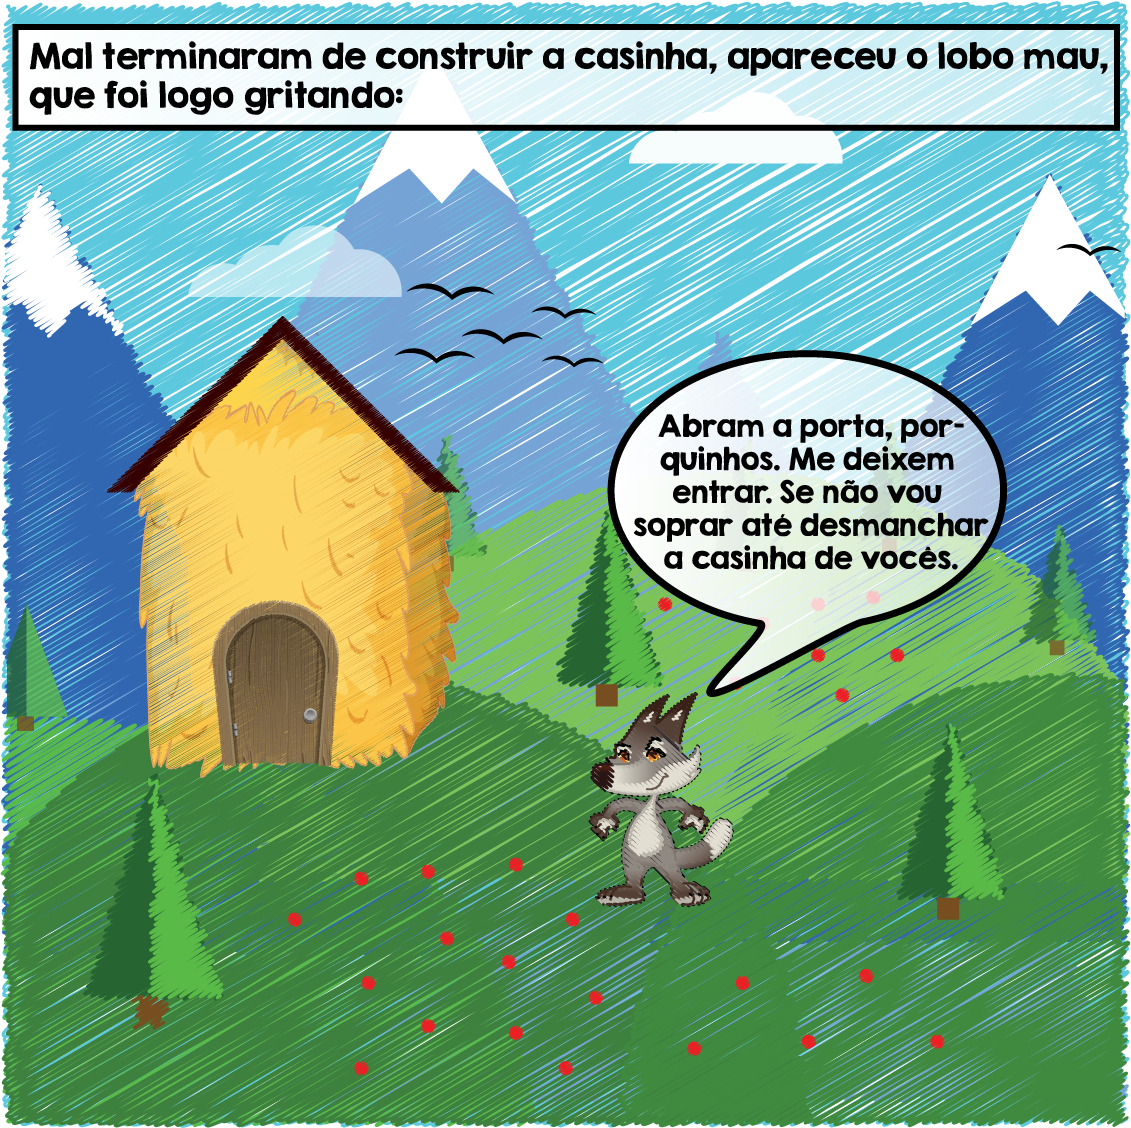 Mal terminaram de construir a casinha, apareceu o lobo mau,
que foi logo gritando:
Abram a porta, por-
quinhos. Me deixem
entrar. Se não vou
soprar até desmanchar
a casinha de vocês.